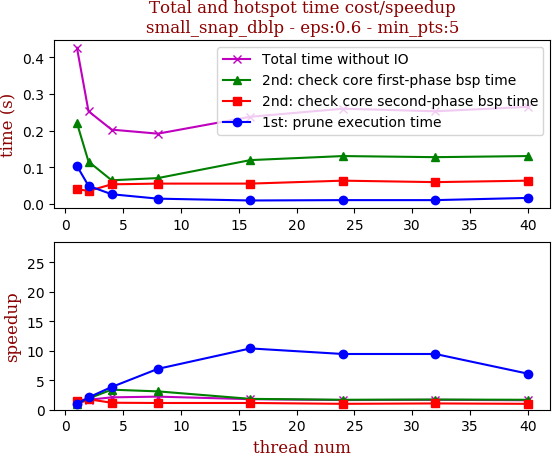 Total and hotspot time cost/speedup
small_snap_dblp - eps:0.6 - min_pts:5
time (s)
0.4
0.3
0.2
0.1
0.0
Total time without IO
2nd: check core first-phase bsp time
2nd: check core second-phase bsp time
1st: prune execution time
0 5 10 15 20 25 30 35 40
speedup
25
20
15
10
5
0
0 5 10 15 20 25 30 35 40
thread num